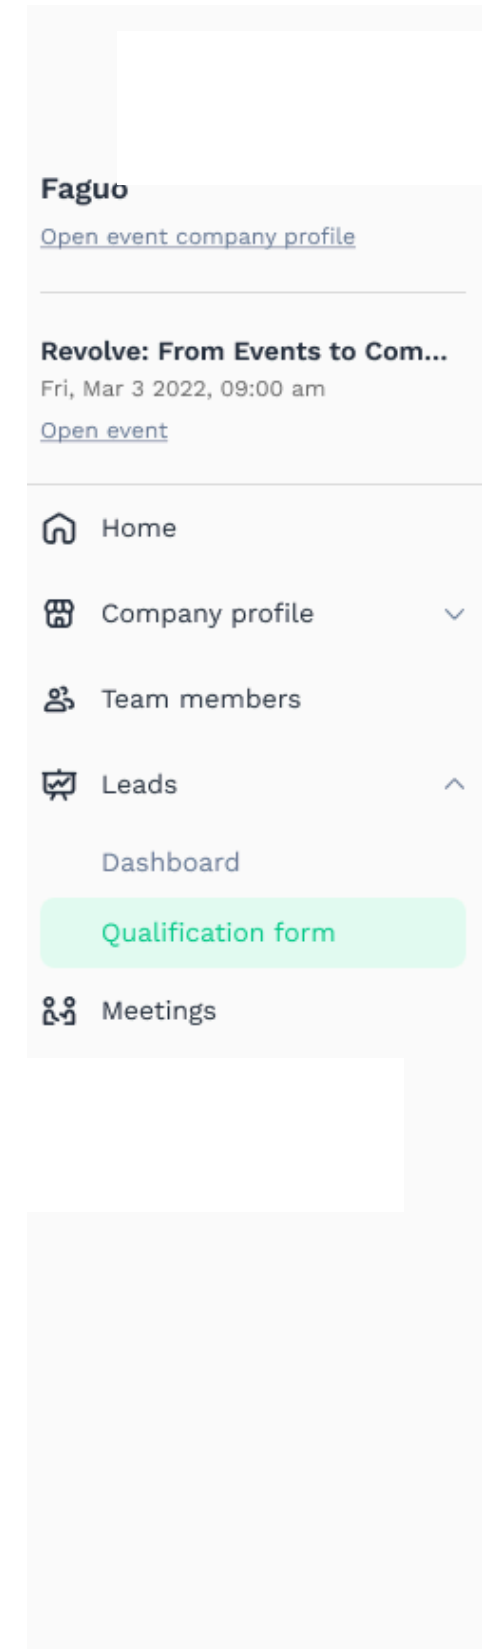 Faguo
Open event company profile
Revolve: From Events to Com...
Fri, Mar 3 2022, 09:00 am
Open event
Home
Company profile
Team members
Leads
Dashboard
Qualification form
Meetings